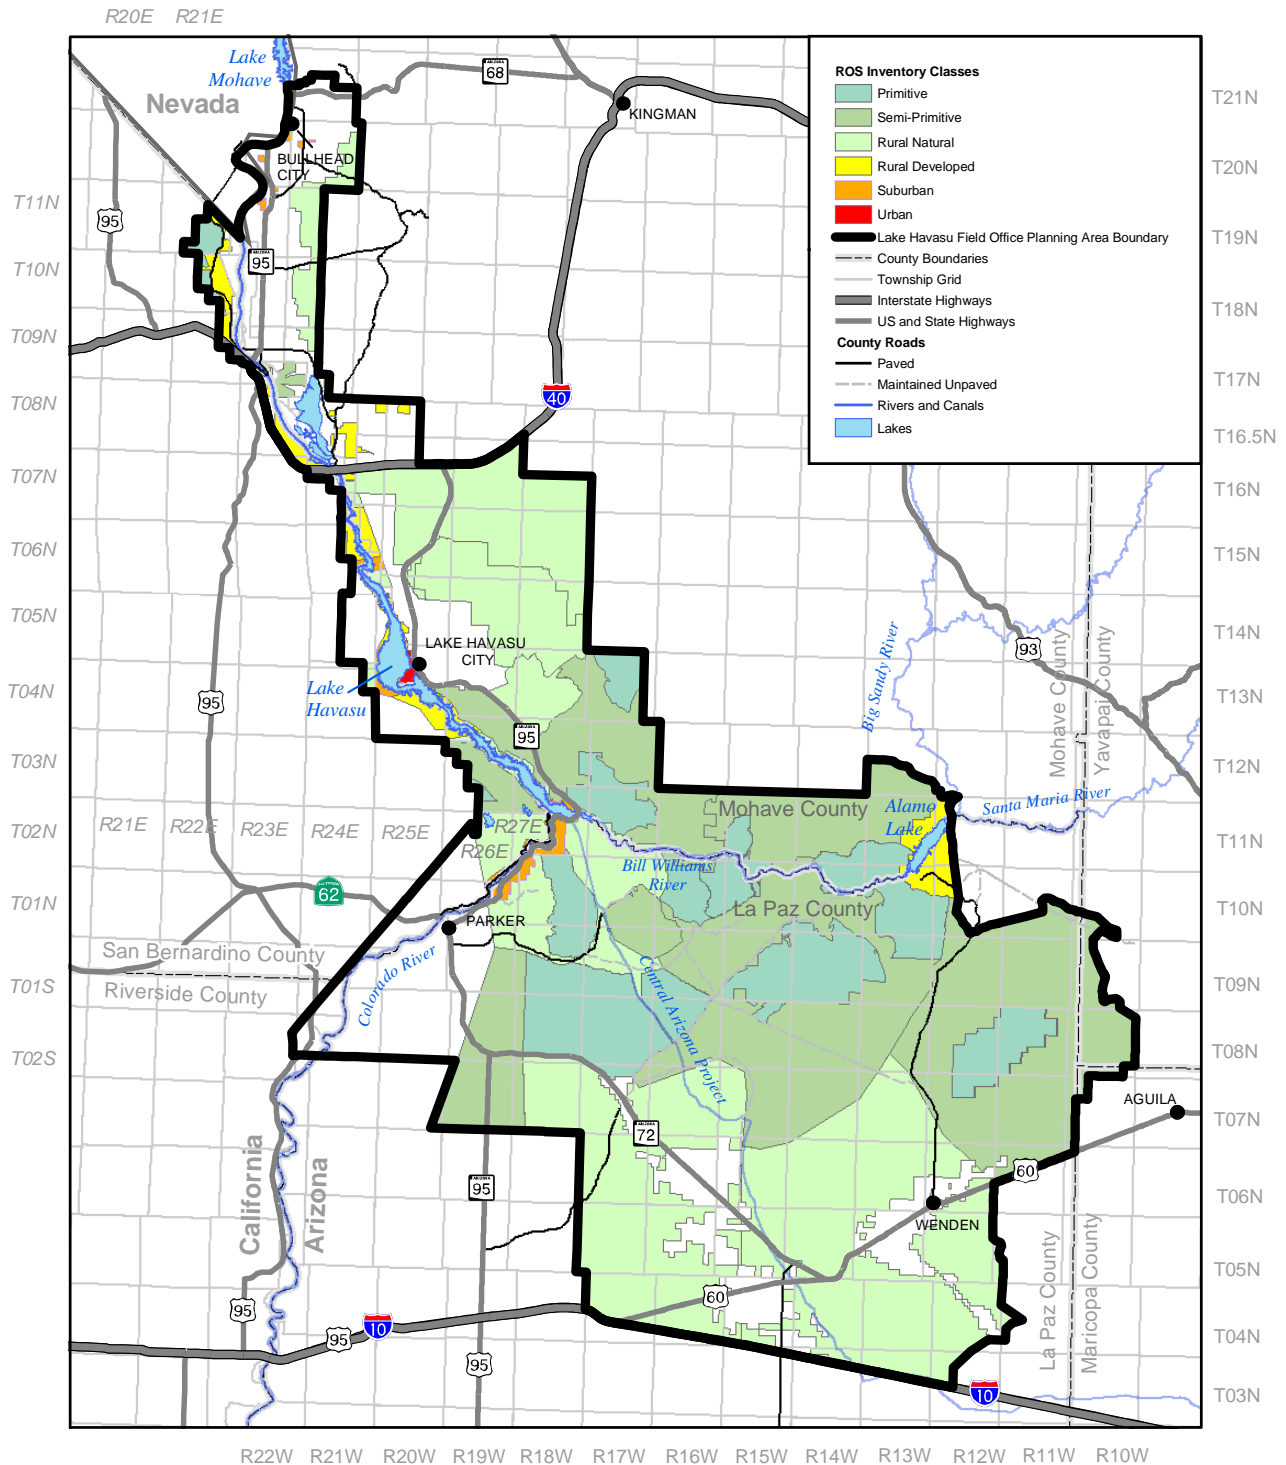 R20E R21E
Lake
Mohave
Nevada
ARIZONA
68
KINGMAN
BULLHEAD
CITY
ROS Inventory Classes
Primitive
Semi-Primitive
Rural Natural
Rural Developed
Suburban
Urban
Lake Havasu Field Office Planning Area Boundary
County Boundaries
Township Grid
Interstate Highways
US and State Highways
County Roads
Paved
Maintained Unpaved
Rivers and Canals
Lakes
T21N
T20N
T19N
T18N
T17N
T16.5N
T16N
T15N
T14N
T13N
T12N
T11N
T10N
T09N
T08N
T07N
T06N
T05N
T04N
T03N
T11N
T10N
T09N
T08N
T07N
T06N
T05N
T04N
T03N
T02N
T01N
T01S
T02S
95
ARIZONA
95
40
LAKE HAVASU
CITY
Lake
Havasu
95
ARIZONA
95
93
Big Sandy River
Mohave County
Yavapai County
Santa Maria River
Mohave County
Alamo
Lake
R21E R22E R23E R24E R25E
R27E
R26E
Bill Williams
River
La Paz County
62
PARKER
San Bernardino County
Riverside County
Colorado River
Central Arizona Project
AGUILA
ARIZONA
72
California
Arizona
ARIZONA
95
60
WENDEN
La Paz County
Maricopa County
60
95
95
10
95
10
R22W R21W R20W R19W R18W R17W R16W R15W R14W R13W R12W R11W R10W